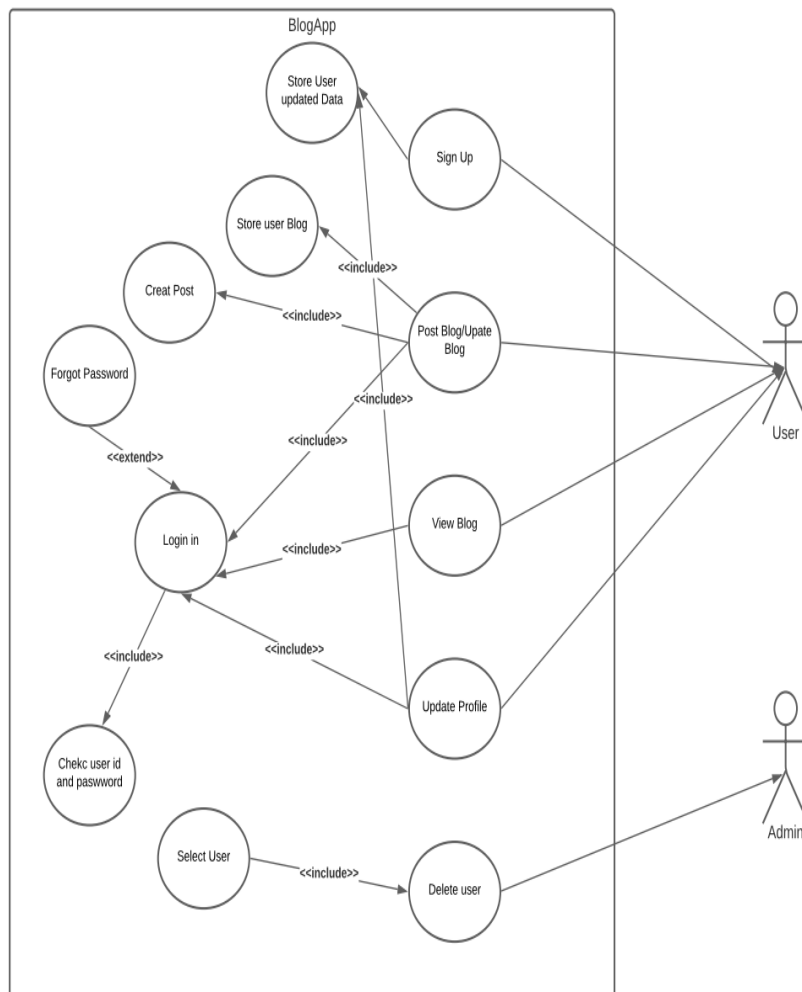 BlogApp
Store User
updated Data
Sign Up
Store user Blog
<<include>>
Creat Post
<<include>>
Post Blog/Upate
Blog
Forgot Password
<<include>>
<<include>>
<<extend>>
User
Login in
View Blog
<<include>>
<<include>>
<<include>>
Update Profile
Chekc user id
and paswword
Admin
Select User
<<include>>
Delete user